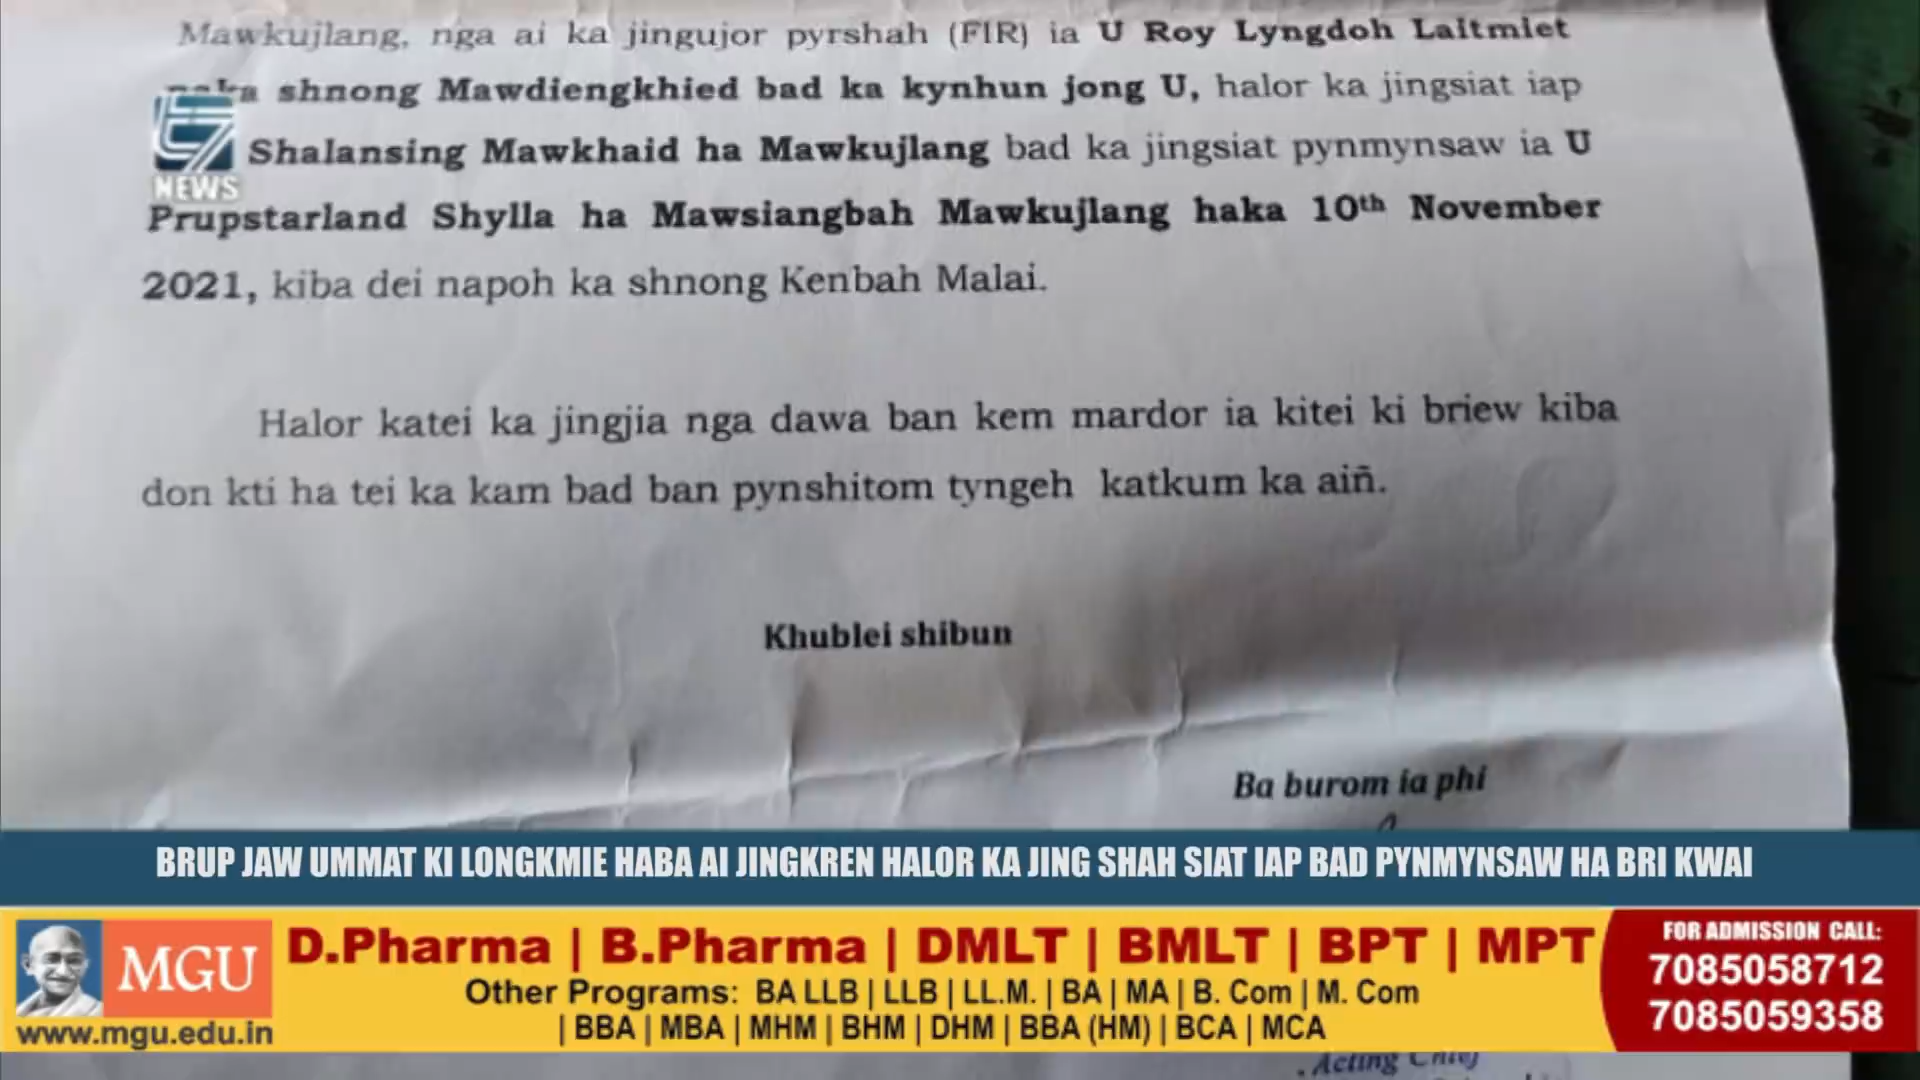 Mawkujlang, nga ai ka jingujor pyrshah (FIR) ia U Roy Lyngdoh Laitmiet
naka shnong Mawdiengkhied bad ka kynhun jong U, halor ka jingsiat iap
Shalansing Mawkhaid ha Mawkujlang bad ka jingsiat pynmynsaw ia U
Prupstarland Shylla ha Mawsiangbah Mawkujlang haka 10th November
2021, kiba dei napoh ka shnong Kenbah Malai.
Halor katei ka jingjia nga dawa ban kem mardor ia kitei ki briew kiba
don kti ha tei ka kam bad ban pynshitom tyngeh katkum ka aiñ.
Khublei shibun
Ba burom ia phi
T7
NEWS
BRUP JAW UMMAT KI LONGKMIE HABA AI JINGKREN HALOR KA JING SHAH SIAT IAP BAD PYNMYNSAW HA BRI KWAI
MGU
www.mgu.edu.in
D.Pharma | B.Pharma | DMLT | BMLT | BPT | MPT
Other Programs: BA LLB | LLB | LL.M. | BA | MA | B. Com | M. Com
| BBA | MBA | MHM | BHM | DHM | BBA (HM) | BCA | MCA
FOR ADMISSION CALL:
7085058712
7085059358
Acting Chief